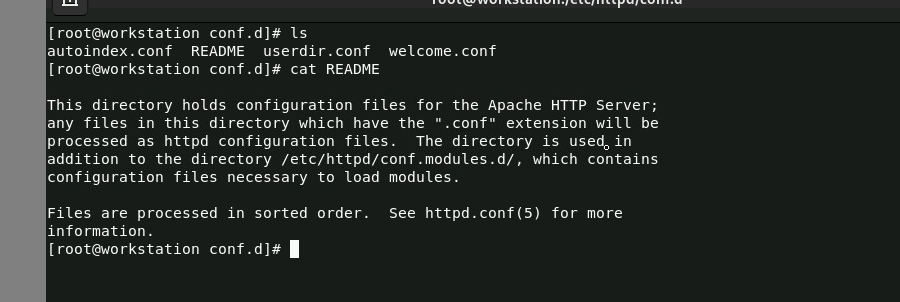 root@workstation:/etc/httpd/conf.d
[root@workstation conf.d]# ls
autoindex.conf  README  userdir.conf  welcome.conf
[root@workstation conf.d]# cat README
This directory holds configuration files for the Apache HTTP Server;
any files in this directory which have the ".conf" extension will be
processed as httpd configuration files.  The directory is used in
addition to the directory /etc/httpd/conf.modules.d/, which contains
configuration files necessary to load modules.
Files are processed in sorted order.  See httpd.conf(5) for more
information.
[root@workstation conf.d]#